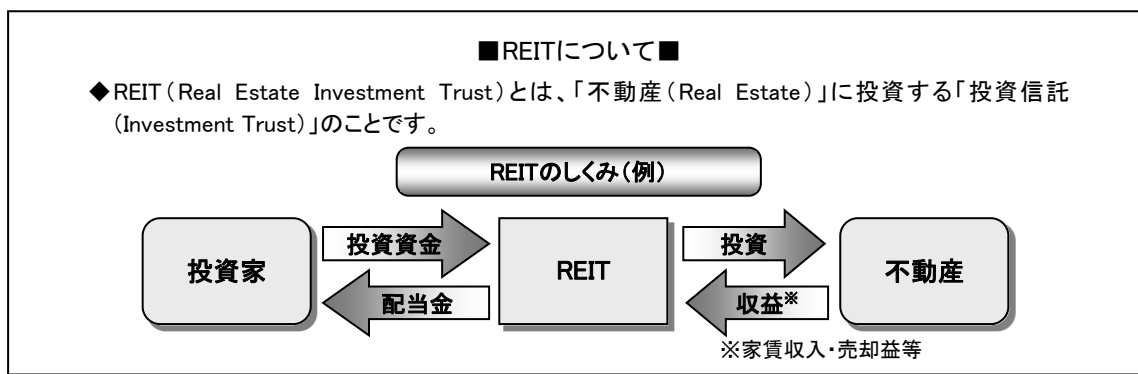 ■REITについて■
◆REIT(Real Estate Investment Trust)とは、「不動産(Real Estate)」に投資する「投資信託
(Investment Trust)」のことです。
REITのしくみ(例)
投資家
投資資金
配当金
REIT
投資
収益※
不動産
※家賃収入・売却益等